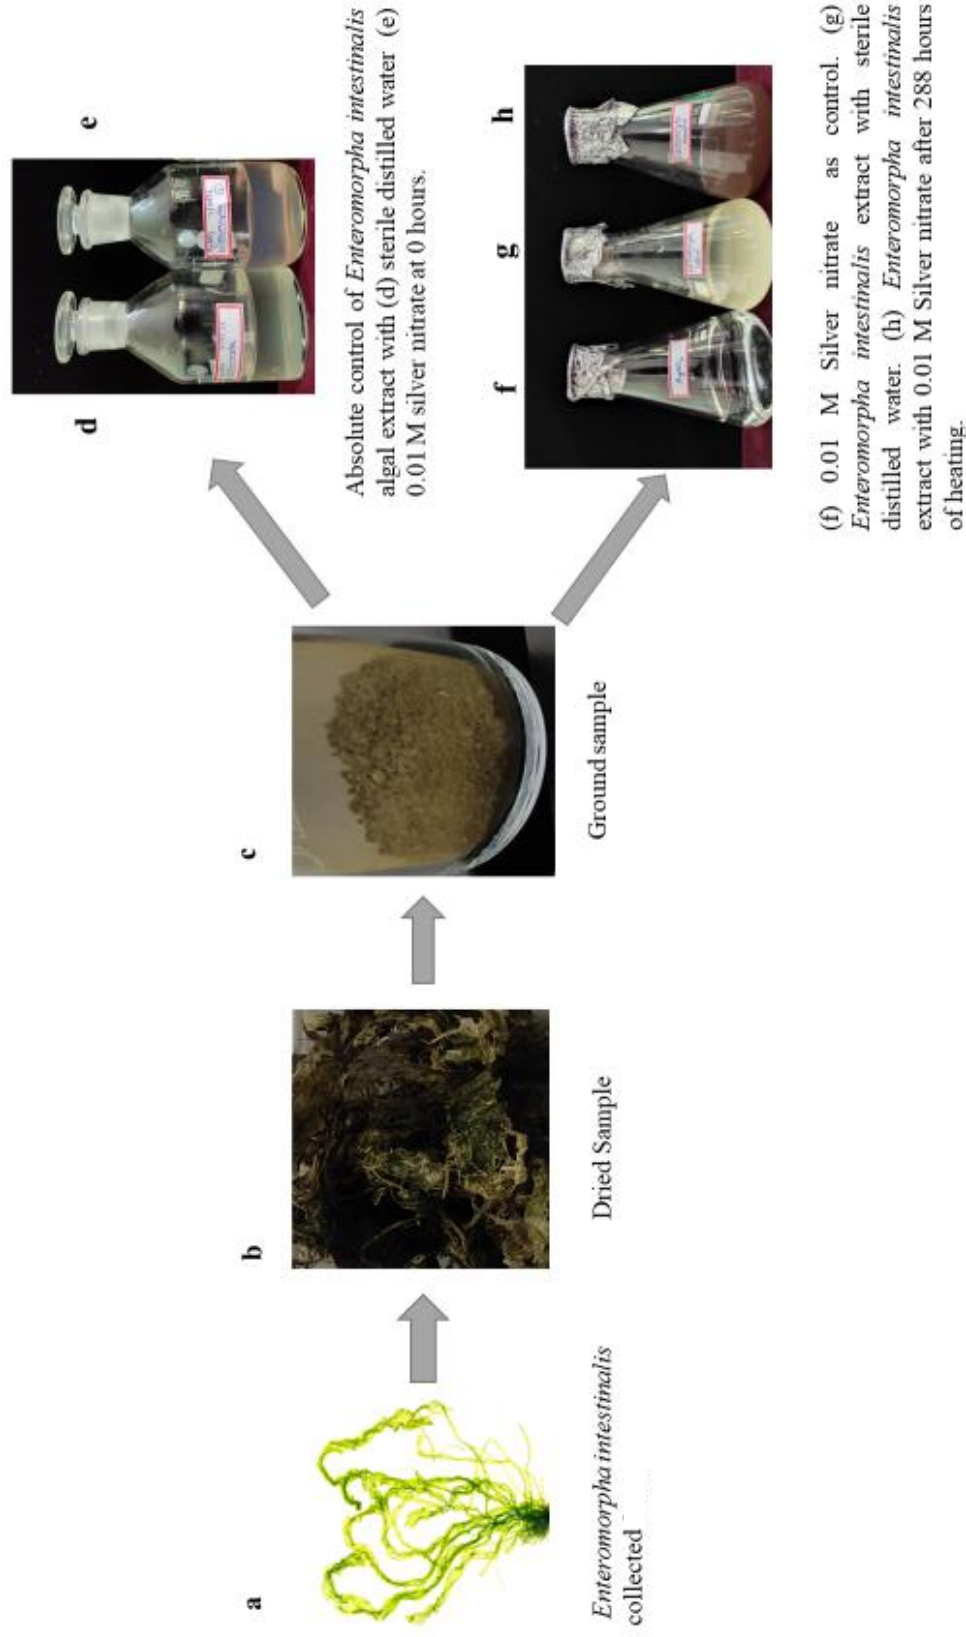 a
b
c
d
e
Enteromorpha intestinalis
collected
Dried Sample
Ground sample
Absolute control of Enteromorpha intestinalis
algal extract with (d) sterile distilled water (e)
0.01 M silver nitrate at 0 hours.
f
g
h
(f) 0.01 M Silver nitrate as control. (g)
Enteromorpha intestinalis extract with sterile
distilled water. (h) Enteromorpha intestinalis
extract with 0.01 M Silver nitrate after 288 hours
of heating.